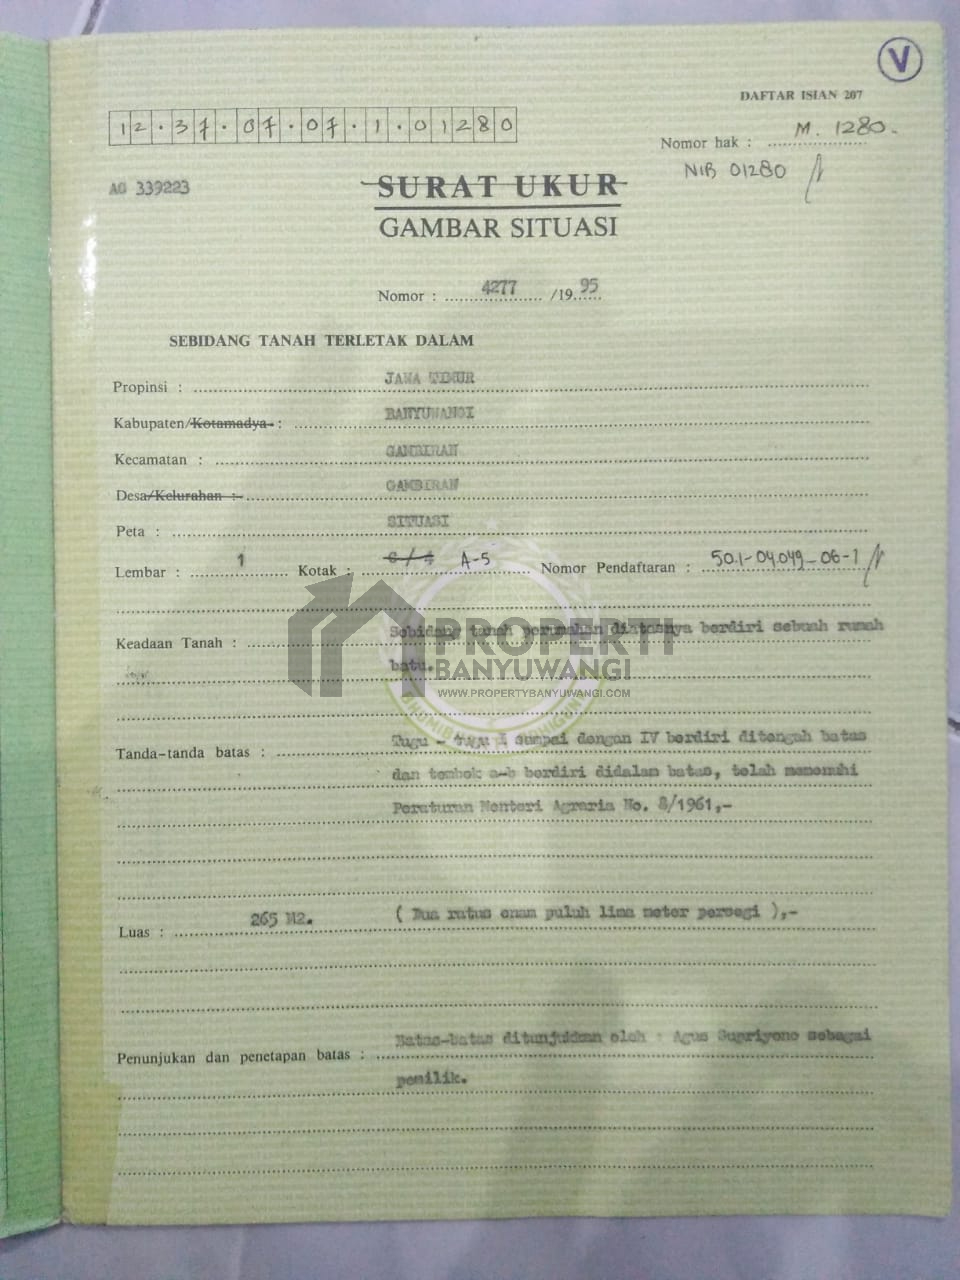 V
DAFTAR ISIAN 207
12.37.07.07.1.01280
Nomor hak : M. 1280.
NIB 01280
AG 339223
SURAT UKUR
GAMBAR SITUASI
Nomor : 4277 /1995
SEBIDANG TANAH TERLETAK DALAM
Propinsi : JAWA TIMUR
Kabupaten/Kotamadya : BANYUWANGI
Kecamatan : GAMBIRAN
Desa/Kelurahan : GAMBIRAN
Peta : SITUASI
Lembar : 1 Kotak : A-5 Nomor Pendaftaran : 50.1-04.049-06-1
Keadaan Tanah : Sebidang tanah perumahan diatasnya berdiri sebuah rumah
batu.
PROPERTI
BANYUWANGI
WWW.PROPERTYBANYUWANGI.COM
Tanda-tanda batas : Tugu - tugu I sampai dengan IV berdiri ditengah batas
dan tembok a-b berdiri didalam batas, telah memenuhi
Peraturan Menteri Agraria No. 8/1961,-
Luas : 265 M2. ( Dua ratus enam puluh lima meter persegi ),-
Penunjukan dan penetapan batas : Batas-batas ditunjukkan oleh : Agus Supriyono sebagai
pemilik.